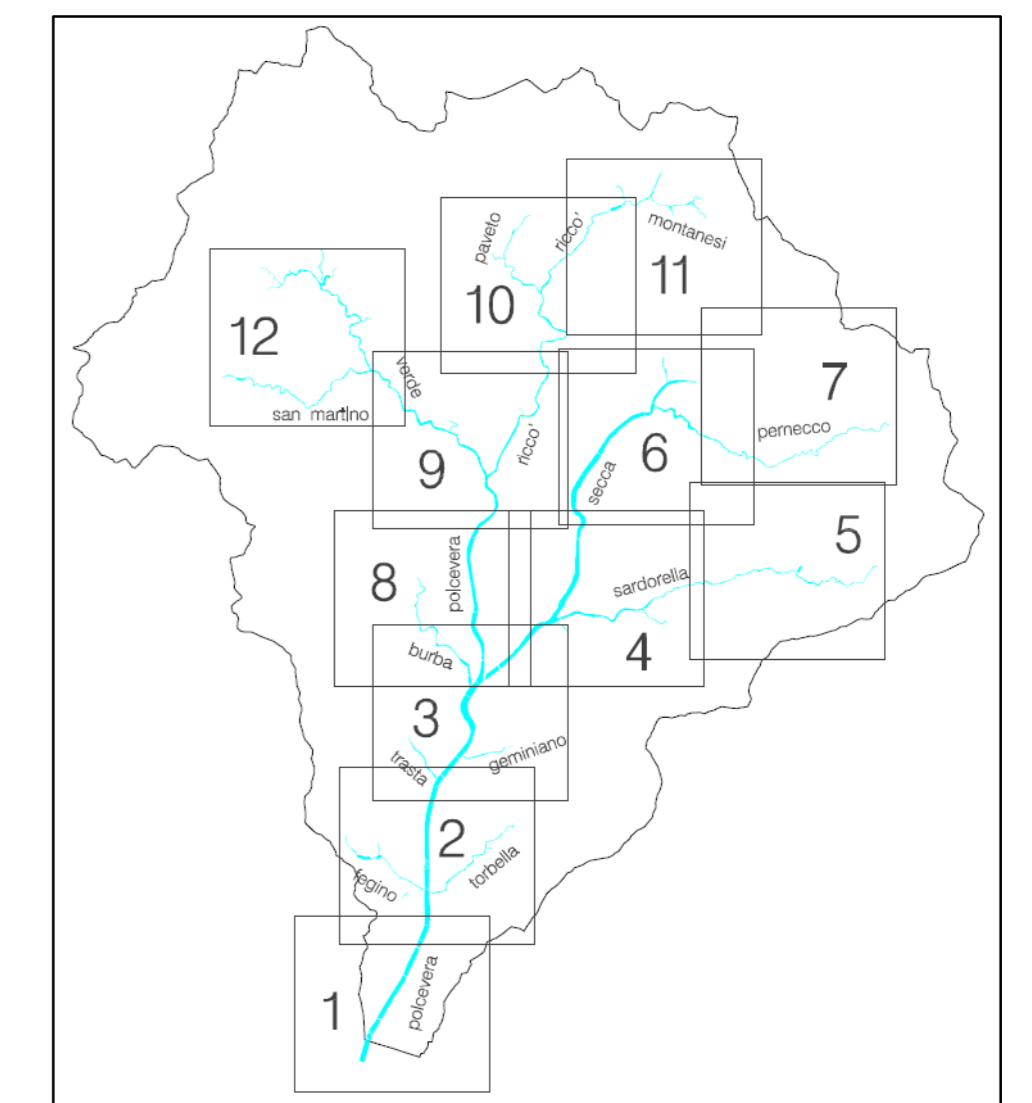 montanesi
ricco'
paveto
11
10
12
verde
san martino
7
pernecco
ricco'
6
9
secca
5
polcevera
8
sardorella
burba
4
3
geminiano
trasta
2
torbella
fegino
polcevera
1